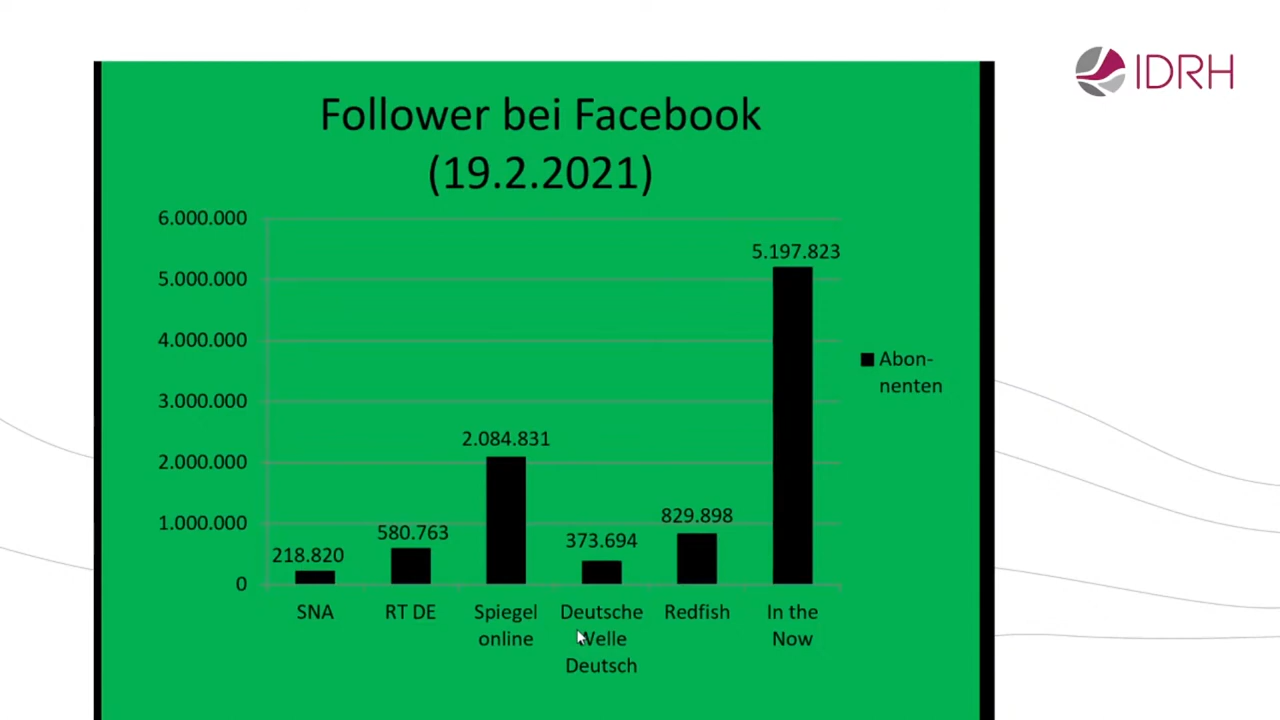 IDRH
Follower bei Facebook
(19.2.2021)
6.000.000
5.000.000
4.000.000
3.000.000
2.000.000
1.000.000
0
218.820
580.763
2.084.831
373.694
829.898
5.197.823
Abon-
nenten
SNA
RT DE
Spiegel
online
Deutsche
Welle
Deutsch
Redfish
In the
Now